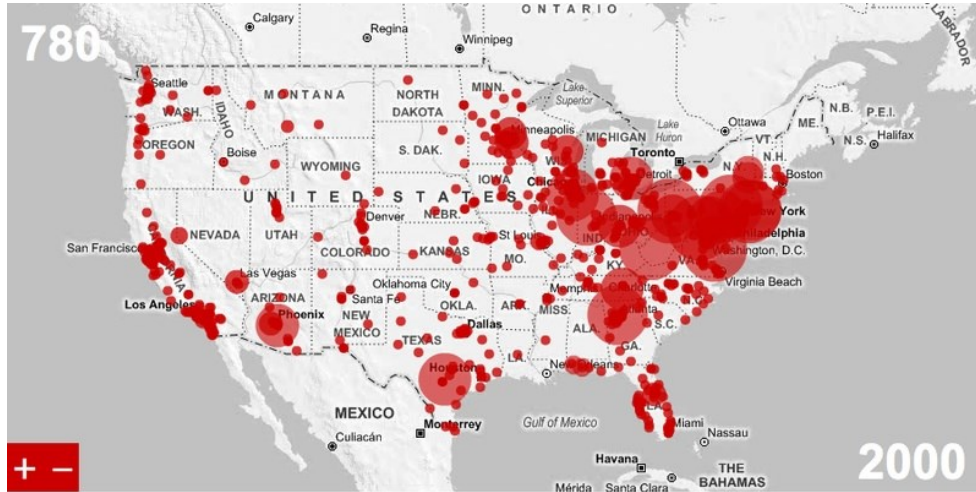 780
Calgary
Regina
Winnipeg
ONTARIO
LABRADOR
Seattle
WASH.
MONTANA
NORTH
DAKOTA
MINN.
Lake
Superior
Ottawa
N.B.
P.E.I.
ME.
N.S.
Halifax
IDAHO
OREGON
Boise
S. DAK.
Minneapolis
MICHIGAN
Lake
Huron
Toronto
VT.
N.H.
WYOMING
IOWA
Detroit
Boston
UNITED STATES
NEBR.
Denver
NEVADA
UTAH
COLORADO
KANSAS
St Louis
MO.
IND.
KY.
York
Philadelphia
Washington, D.C.
San Francisco
Las Vegas
Virginia Beach
Oklahoma City
Memphis
Charlotte
Los Angeles
ARIZONA
Phoenix
Santa Fe
NEW
MEXICO
OKLA.
ARK.
MISS.
ALA.
S.C.
Dallas
TEXAS
LA.
GA.
Houston
New Orleans
MEXICO
Monterrey
Gulf of Mexico
Miami
Nassau
Culiacán
Havana
THE
BAHAMAS
Mérida
Santa Clara
+ −
2000